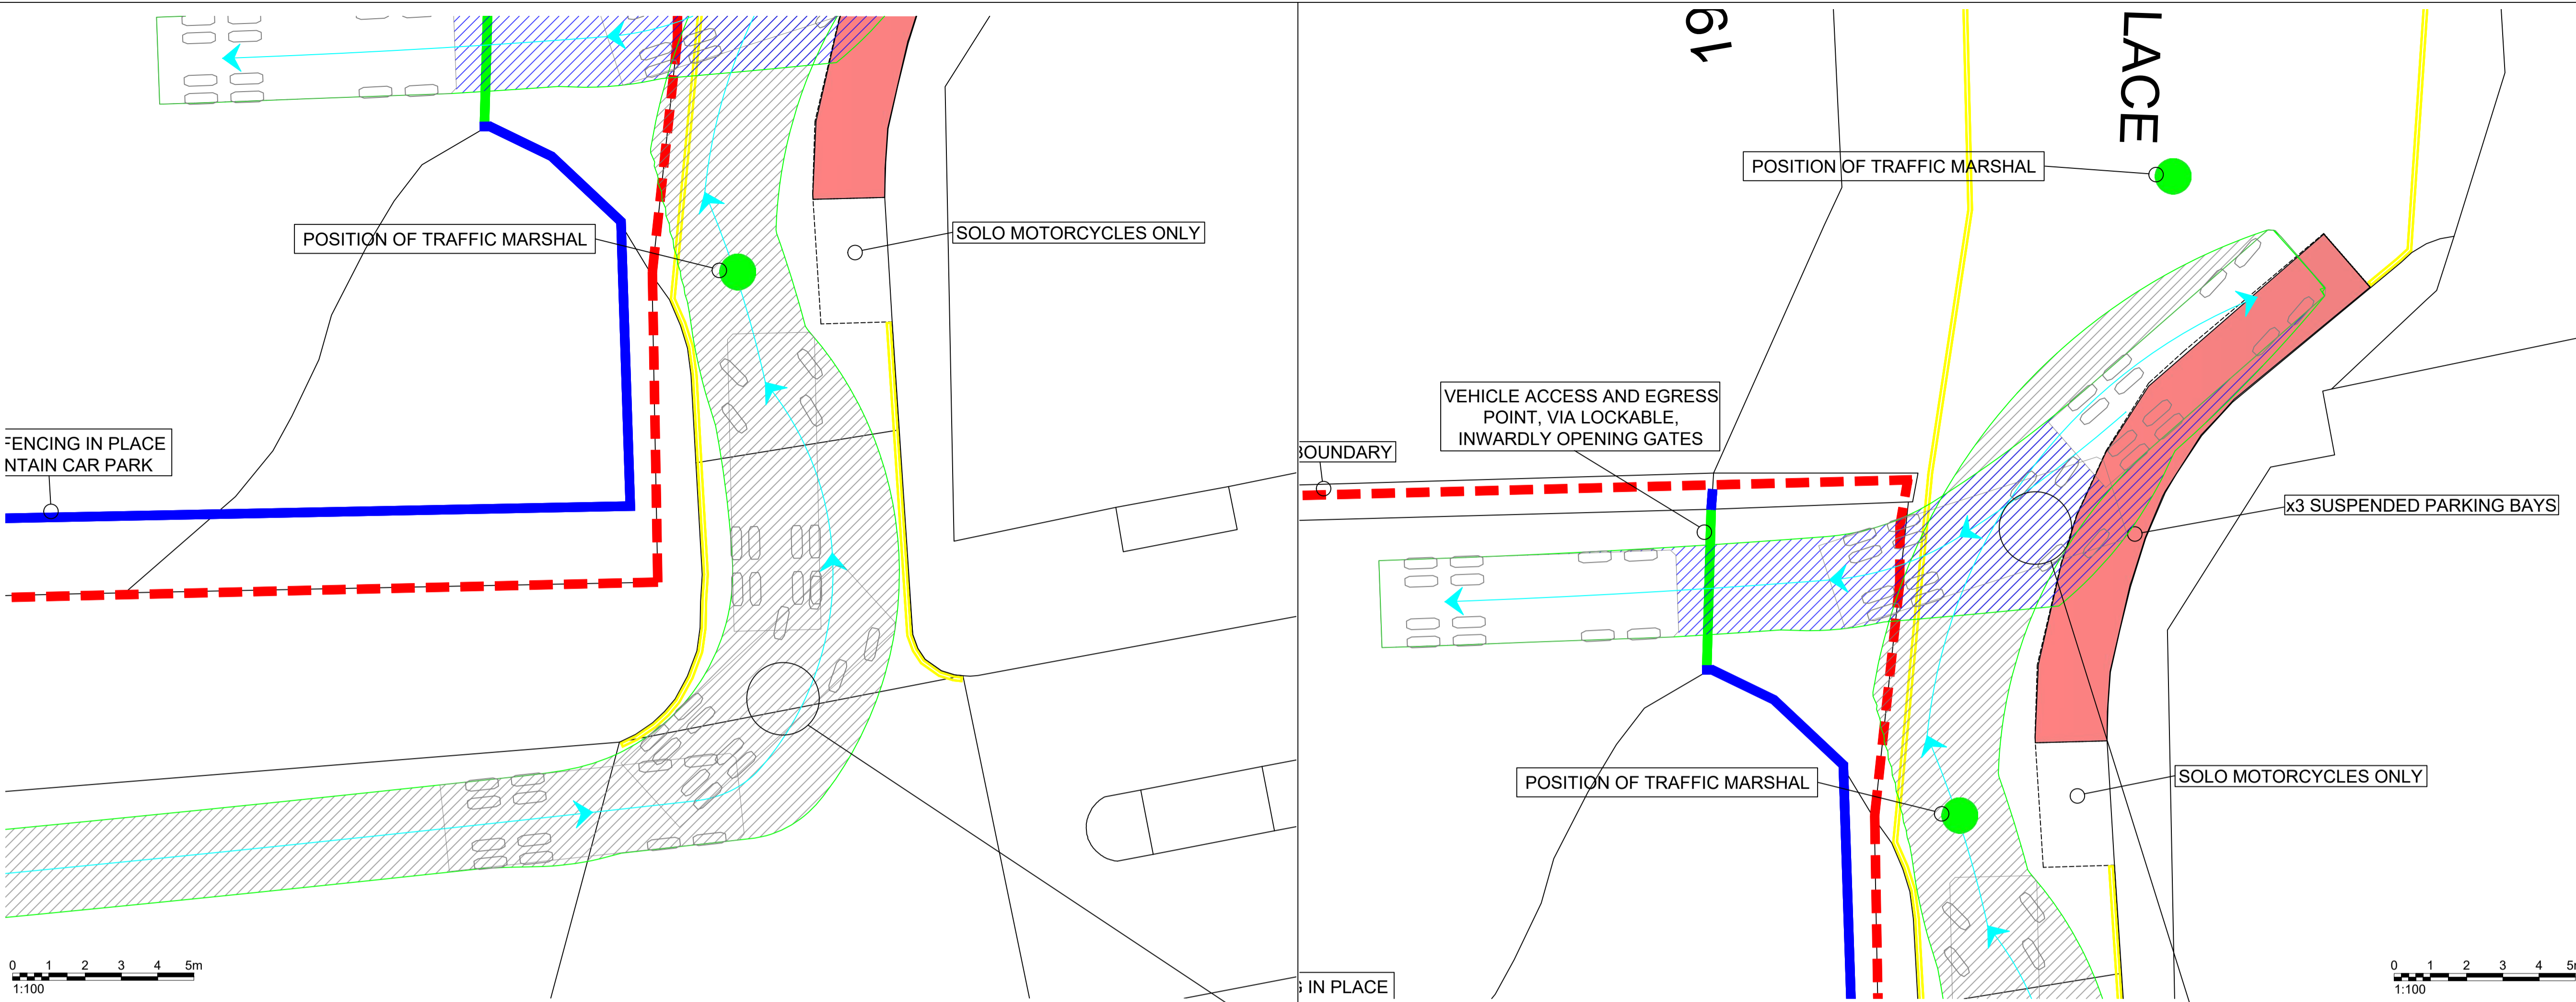 POSITION OF TRAFFIC MARSHAL
SOLO MOTORCYCLES ONLY
FENCING IN PLACE
NTAIN CAR PARK
0 1 2 3 4 5m
1:100
19
LACE
POSITION OF TRAFFIC MARSHAL
VEHICLE ACCESS AND EGRESS
POINT, VIA LOCKABLE,
INWARDLY OPENING GATES
BOUNDARY
x3 SUSPENDED PARKING BAYS
POSITION OF TRAFFIC MARSHAL
SOLO MOTORCYCLES ONLY
IN PLACE
0 1 2 3 4 5m
1:100